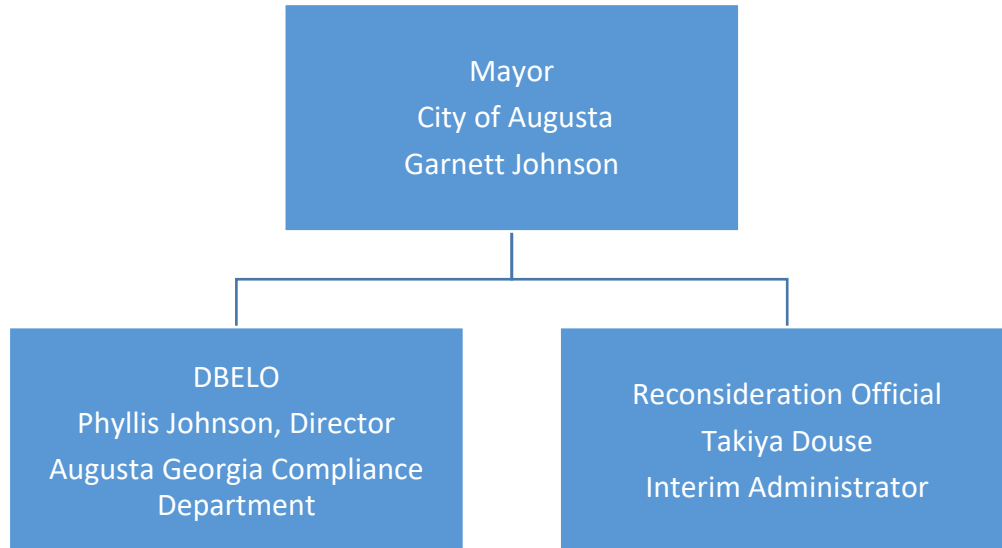 Mayor
City of Augusta
Garnett Johnson
DBELO
Phyllis Johnson, Director
Augusta Georgia Compliance
Department
Reconsideration Official
Takiya Douse
Interim Administrator